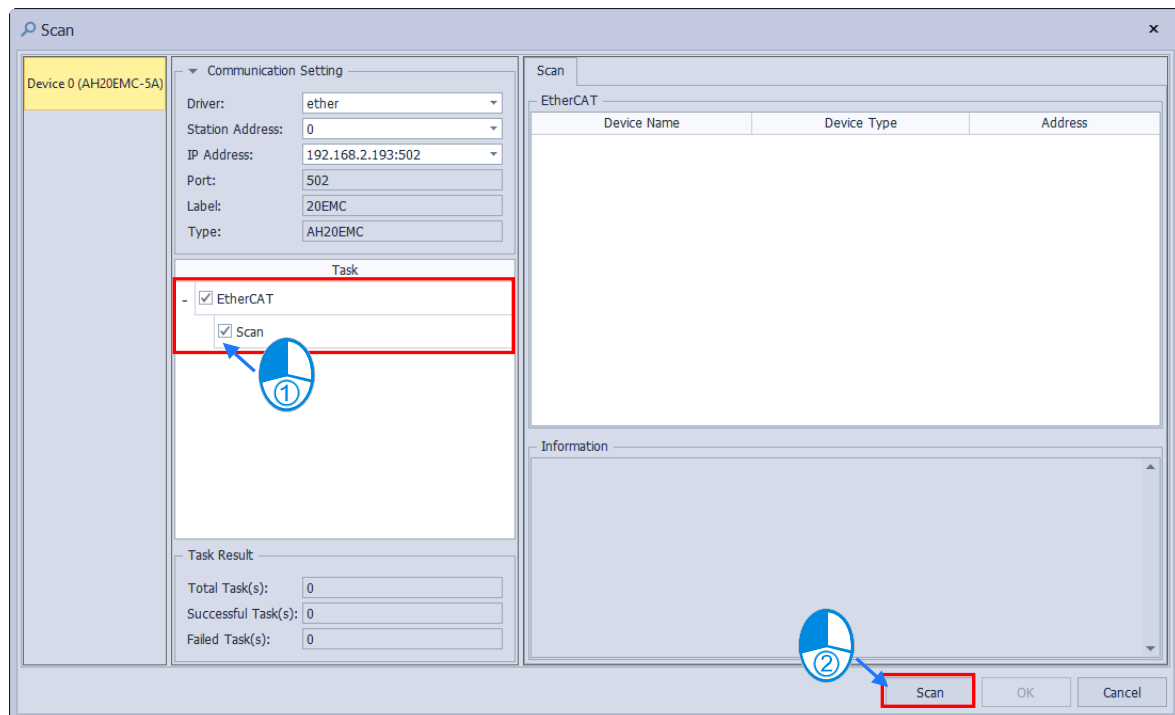 Scan
Device 0 (AH20EMC-5A)
Communication Setting
Driver: ether
Station Address: 0
IP Address: 192.168.2.193:502
Port: 502
Label: 20EMC
Type: AH20EMC
Task
EtherCAT
Scan
1
Task Result
Total Task(s): 0
Successful Task(s): 0
Failed Task(s): 0
Scan
EtherCAT
Device Name Device Type Address
Information
2
Scan OK Cancel